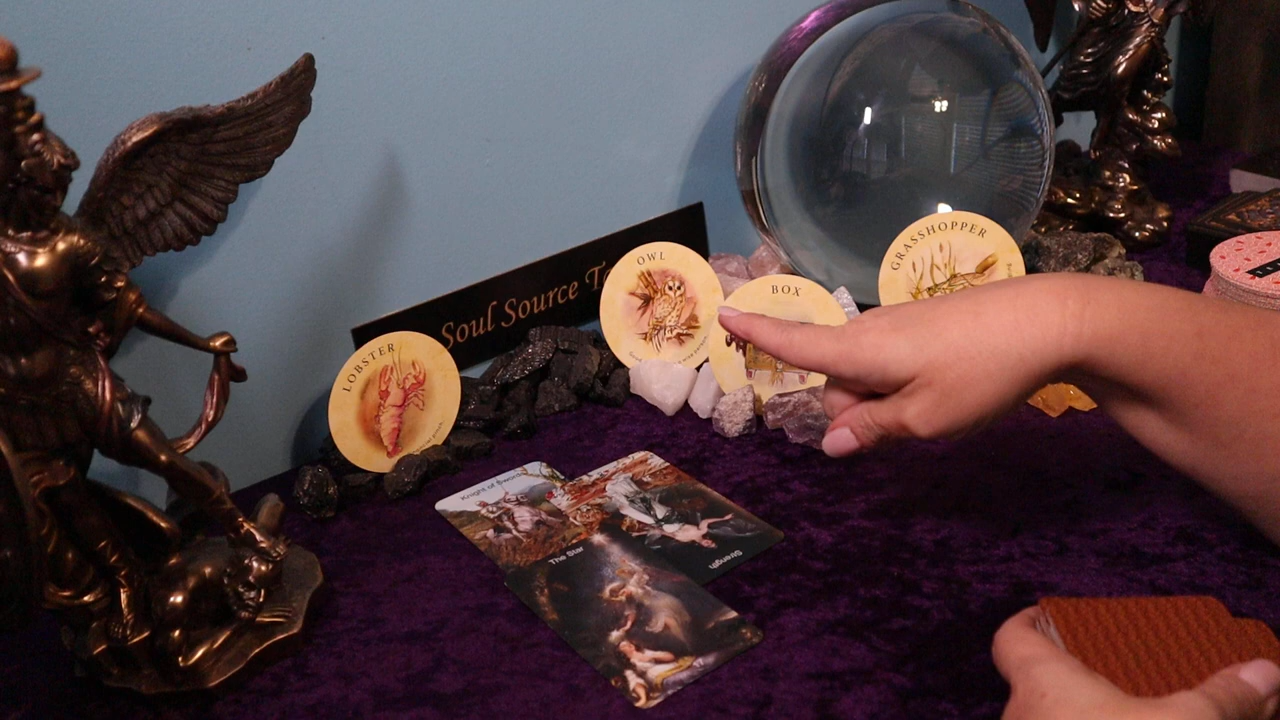 LOBSTER
Soul Source
OWL
BOX
GRASSHOPPER
Knight of Swords
The Star
Strength